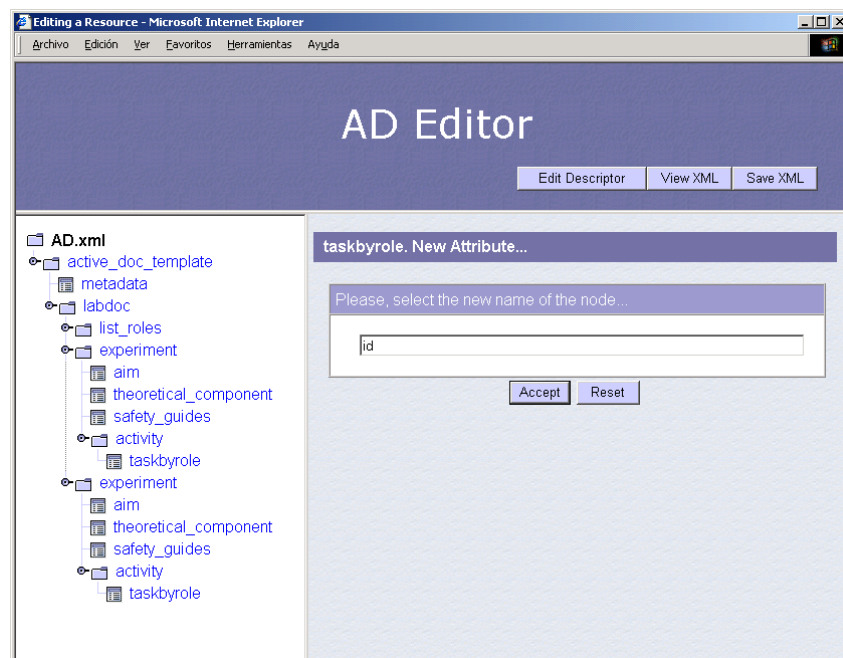 Editing a Resource - Microsoft Internet Explorer
Archivo Edición Ver Favoritos Herramientas Ayuda
AD Editor
Edit Descriptor View XML Save XML
AD.xml
active_doc_template
metadata
labdoc
list_roles
experiment
aim
theoretical_component
safety_guides
activity
taskbyrole
experiment
aim
theoretical_component
safety_guides
activity
taskbyrole
taskbyrole. New Attribute...
Please, select the new name of the node...
id
Accept Reset